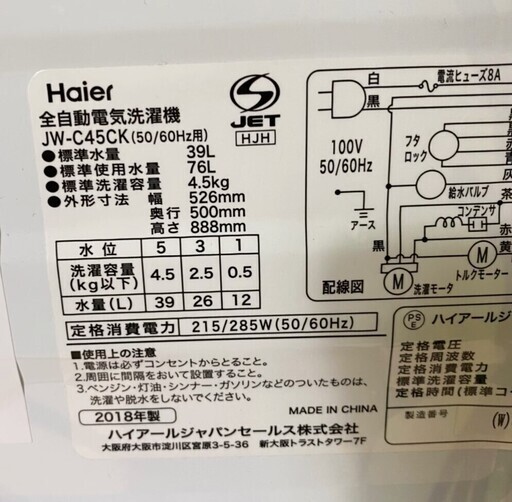 Haier
全自動電気洗濯機
JW-C45CK(50/60Hz用)
●標準水量 39L
●標準使用水量 76L
●標準洗濯容量 4.5kg
●外形寸法 幅 526mm
奥行 500mm
高さ 888mm
S
JET
HJH
水位 5 3 1
洗濯容量(kg以下) 4.5 2.5 0.5
水量(L) 39 26 12
定格消費電力 215/285W(50/60Hz)
■使用上の注意
1.電源は必ずコンセントからとること。
2.周囲に間隔をおいて設置すること。
3.ベンジン・灯油・シンナー・ガソリンなどのついたものは、
洗濯や脱水をしないでください。
2018年製
MADE IN CHINA
ハイアールジャパンセールス株式会社
大阪府大阪市淀川区宮原3-5-36 新大阪トラストタワー7F
白
電流ヒューズ8A
黒
100V
50/60Hz
フタロック
黒
赤
青
灰
給水バルブ
茶
アース
コンデンサ
赤
黒
黄
M
M
トルクモーター
洗濯モータ
配線図
PS
E
ハイアールジ
定格電圧
定格周波数
定格消費電力
標準洗濯容量
定格時間(標準コ
製造番号
(W)